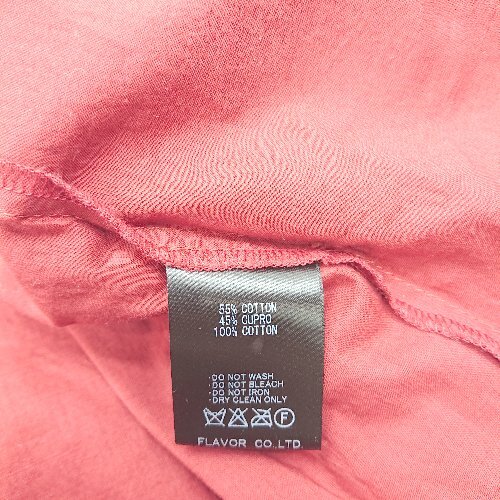 55% COTTON
45% CUPRO
100% COTTON
·DO NOT WASH
·DO NOT BLEACH
·DO NOT IRON
·DRY CLEAN ONLY
F
FLAVOR CO.,LTD.